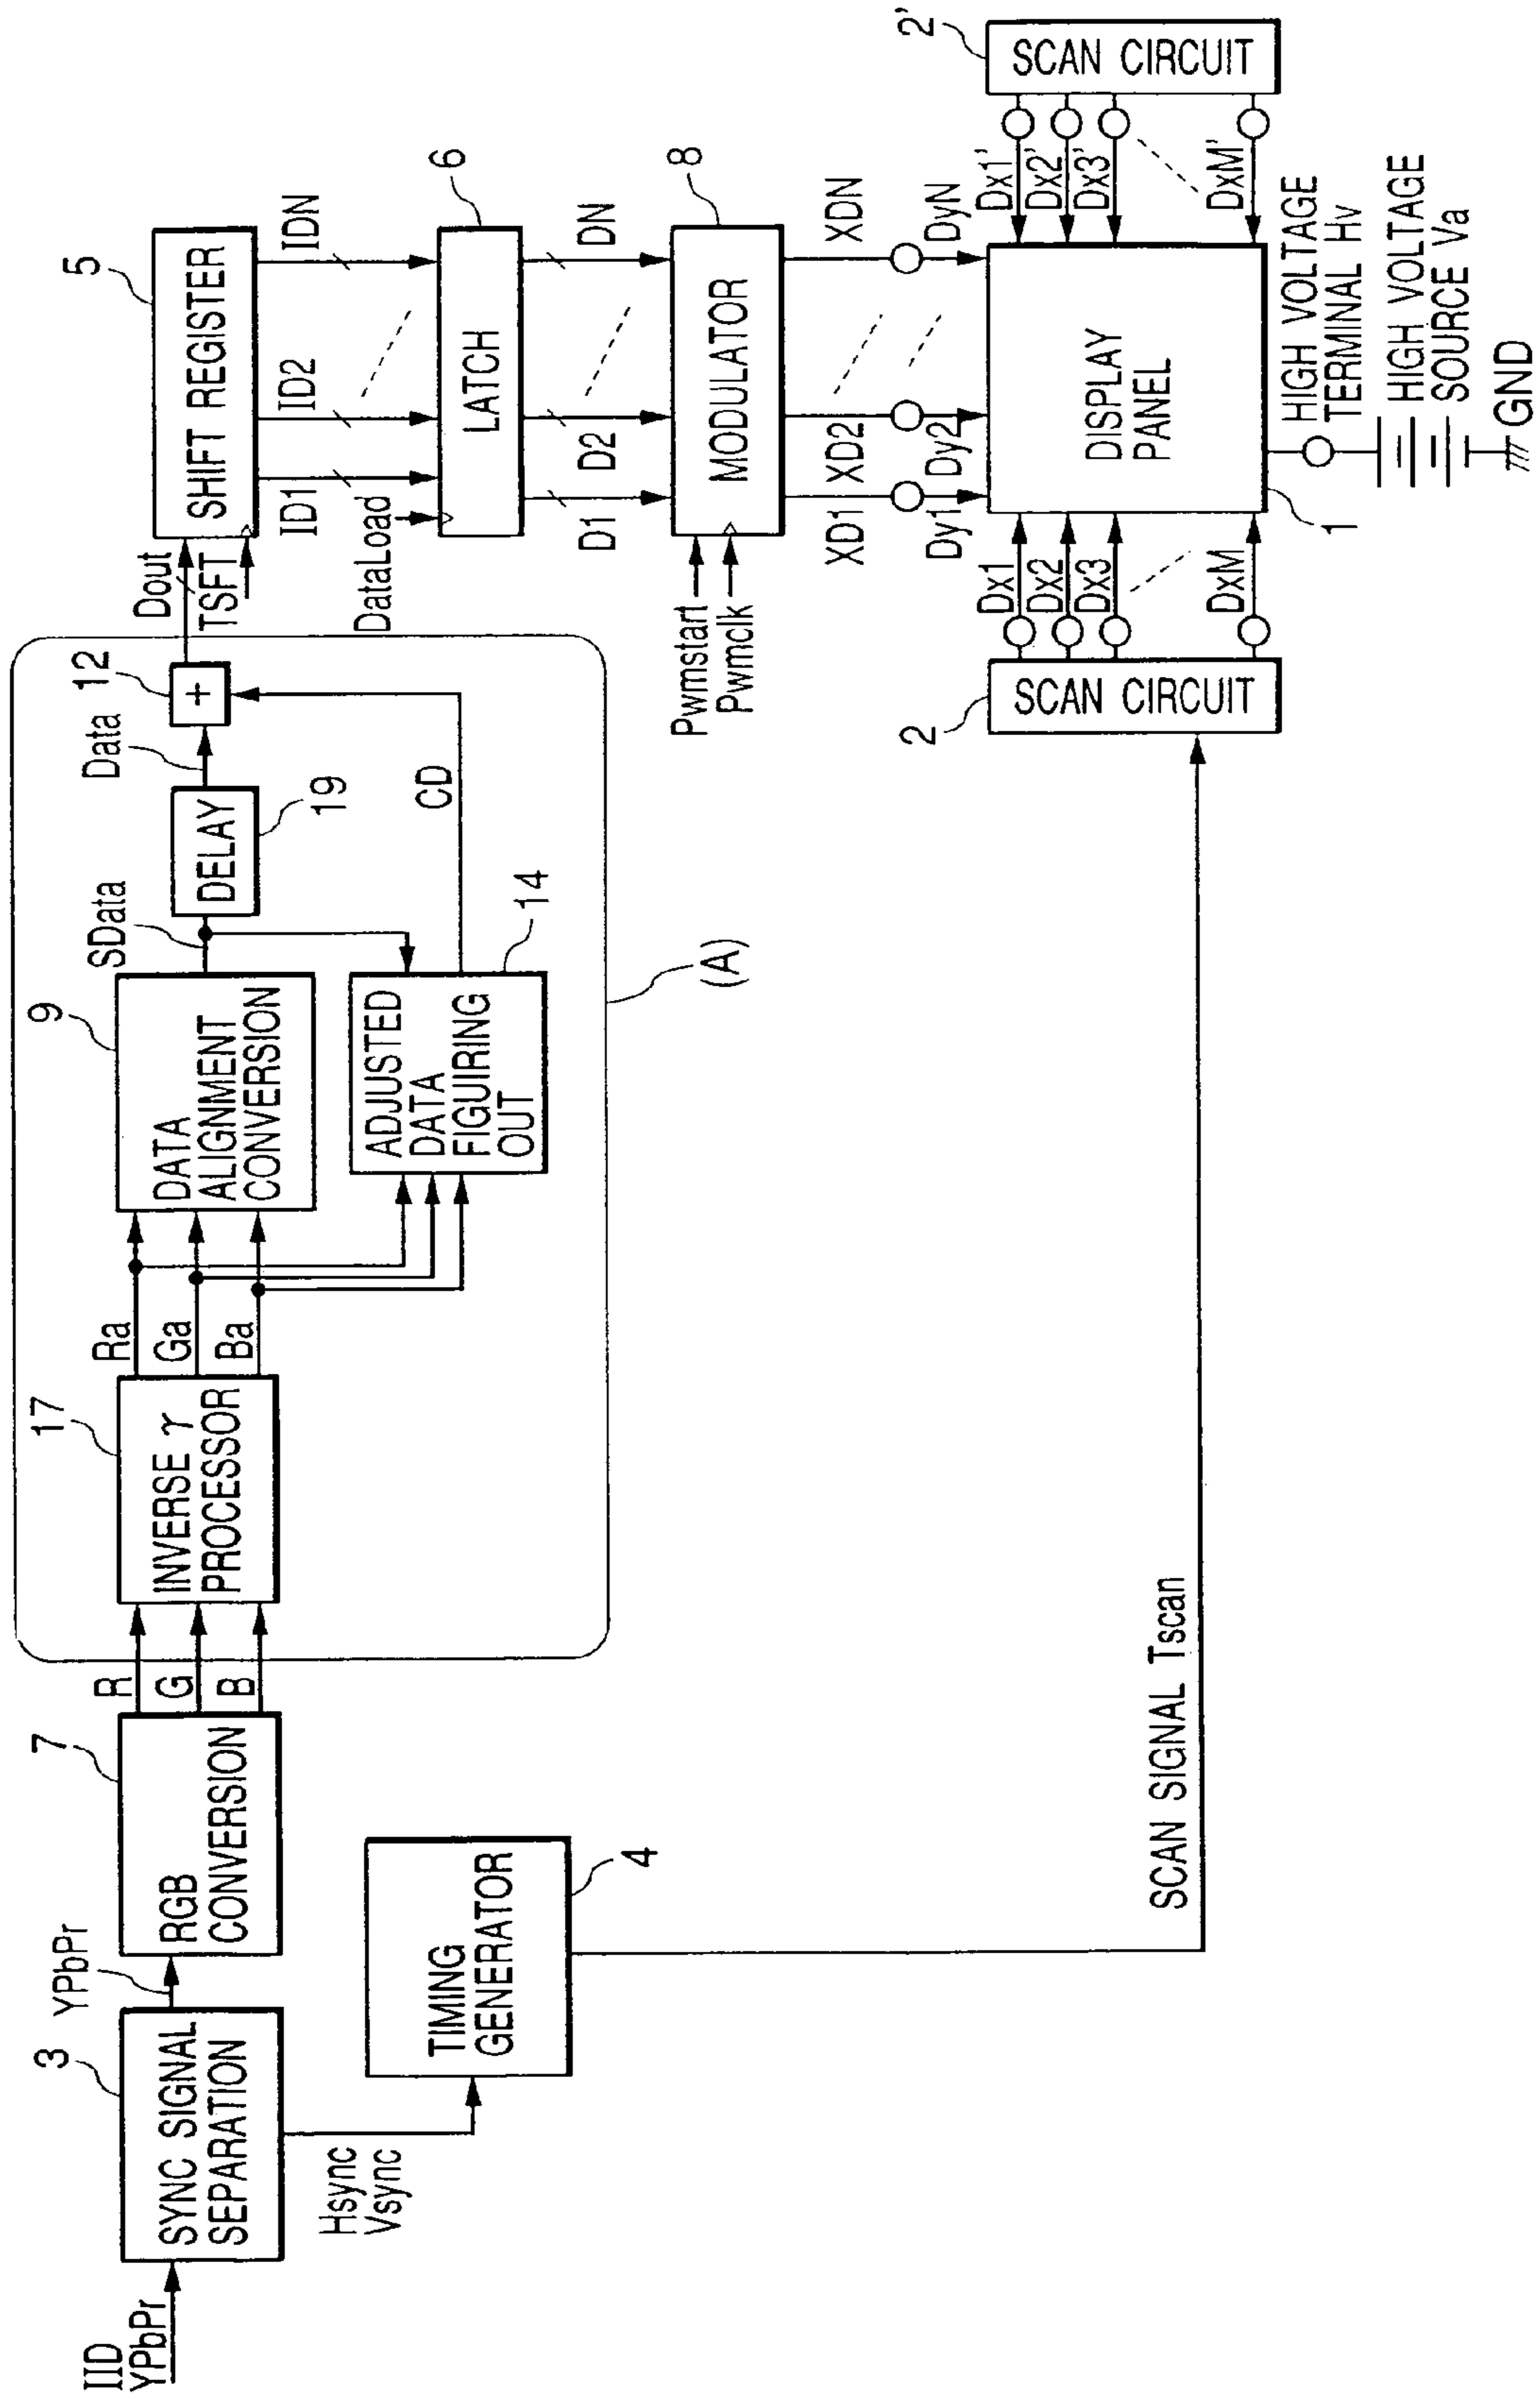 IID
YPbPr
3
SYNC SIGNAL
SEPARATION
YPbPr
Hsync
Vsync
7
RGB
CONVERSION
4
TIMING
GENERATOR
R
G
B
17
INVERSE γ
PROCESSOR
Ra
Ga
Ba
9
DATA
ALIGNMENT
CONVERSION
SData
ADJUSTED
DATA
FIGUIRING
OUT
14
DELAY
19
Data
12
+
CD
(A)
Dout
TSFT
5
SHIFT REGISTER
ID1
ID2
IDN
DataLoad
6
LATCH
D1
D2
DN
Pwmstart
Pwmclk
8
MODULATOR
XD1
XD2
XDN
Dy1
Dy2
DyN
SCAN SIGNAL Tscan
2
SCAN CIRCUIT
Dx1
Dx2
Dx3
DxM
DISPLAY
PANEL
1
Dx1'
Dx2'
Dx3'
DxM'
2'
SCAN CIRCUIT
HIGH VOLTAGE
TERMINAL Hv
HIGH VOLTAGE
SOURCE Va
GND